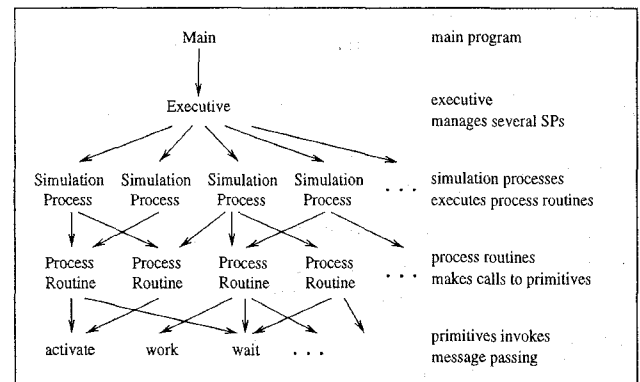 Main main program
Executive executive
manages several SPs
Simulation Simulation Simulation Simulation simulation processes
Process Process Process Process . . . executes process routines
Process Process Process Process process routines
Routine Routine Routine Routine . . . makes calls to primitives
primitives invokes
activate work wait . . . message passing